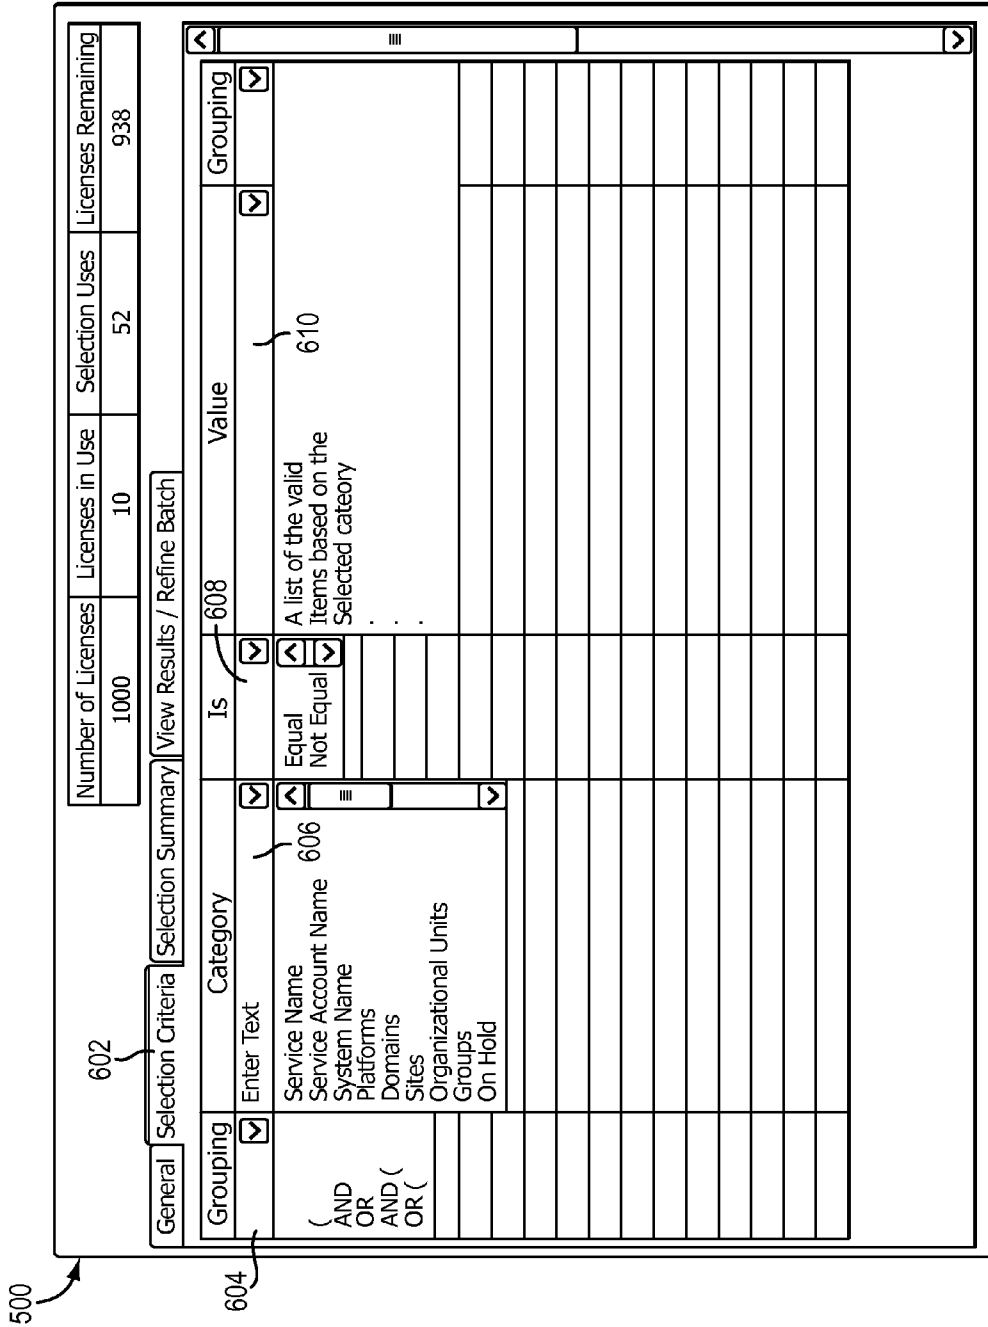 500
Number of Licenses Licenses in Use Selection Uses Licenses Remaining
1000 10 52 938
602
General Selection Criteria Selection Summary View Results / Refine Batch
608
Grouping Category Is Value Grouping
Enter Text
604
606
610
(
AND
OR
AND (
OR (
Service Name
Service Account Name
System Name
Platforms
Domains
Sites
Organizational Units
Groups
On Hold
Equal
Not Equal
A list of the valid
Items based on the
Selected cateory
. . .